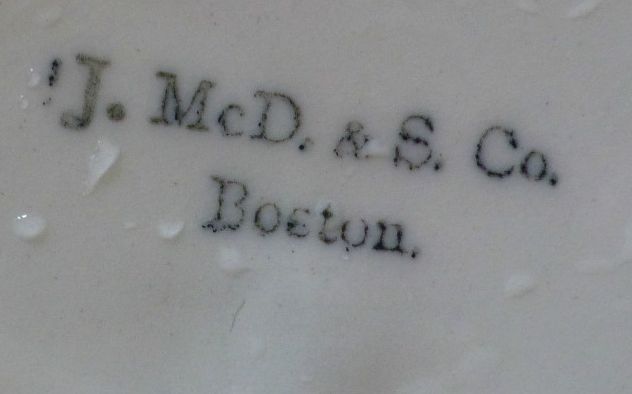 'J. McD. & S. Co.
Boston.